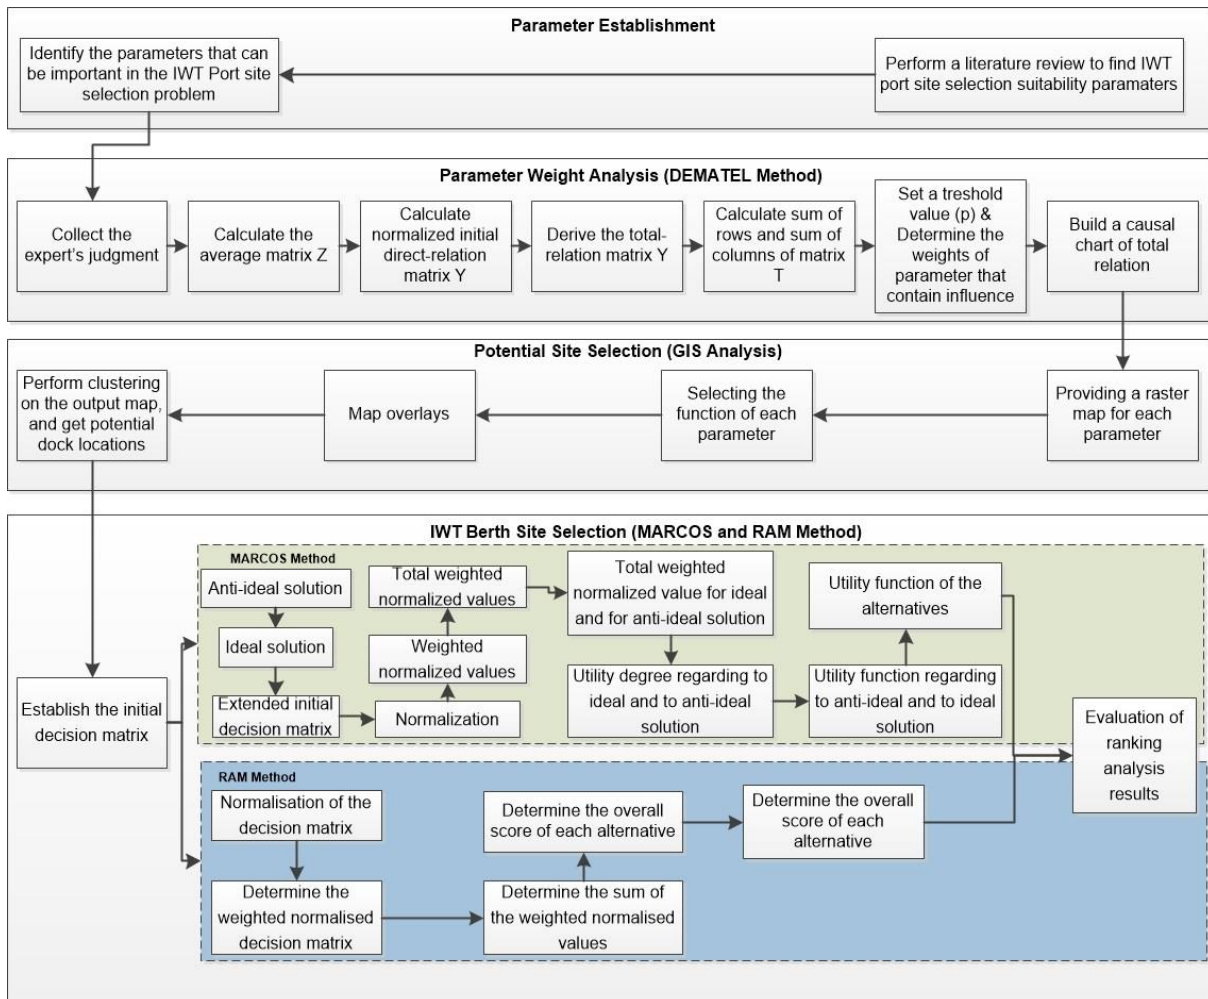 Parameter Establishment
Identify the parameters that can
be important in the IWT Port site
selection problem
Perform a literature review to find IWT
port site selection suitability paramaters
Parameter Weight Analysis (DEMATEL Method)
Collect the
expert's judgment
Calculate the
average matrix Z
Calculate
normalized initial
direct-relation
matrix Y
Derive the total-
relation matrix Y
Calculate sum of
rows and sum of
columns of matrix
T
Set a treshold
value (p) &
Determine the
weights of
parameter that
contain influence
Build a causal
chart of total
relation
Potential Site Selection (GIS Analysis)
Perform clustering
on the output map,
and get potential
dock locations
Map overlays
Selecting the
function of each
parameter
Providing a raster
map for each
parameter
IWT Berth Site Selection (MARCOS and RAM Method)
Establish the initial
decision matrix
MARCOS Method
Anti-ideal solution
Ideal solution
Extended initial
decision matrix
Normalization
Weighted
normalized values
Total weighted
normalized values
Total weighted
normalized value for ideal
and for anti-ideal solution
Utility degree regarding to
ideal and to anti-ideal
solution
Utility function regarding
to anti-ideal and to ideal
solution
Utility function of the
alternatives
RAM Method
Normalisation of the
decision matrix
Determine the
weighted normalised
decision matrix
Determine the sum of
the weighted normalised
values
Determine the overall
score of each alternative
Determine the overall
score of each
alternative
Evaluation of
ranking
analysis
results